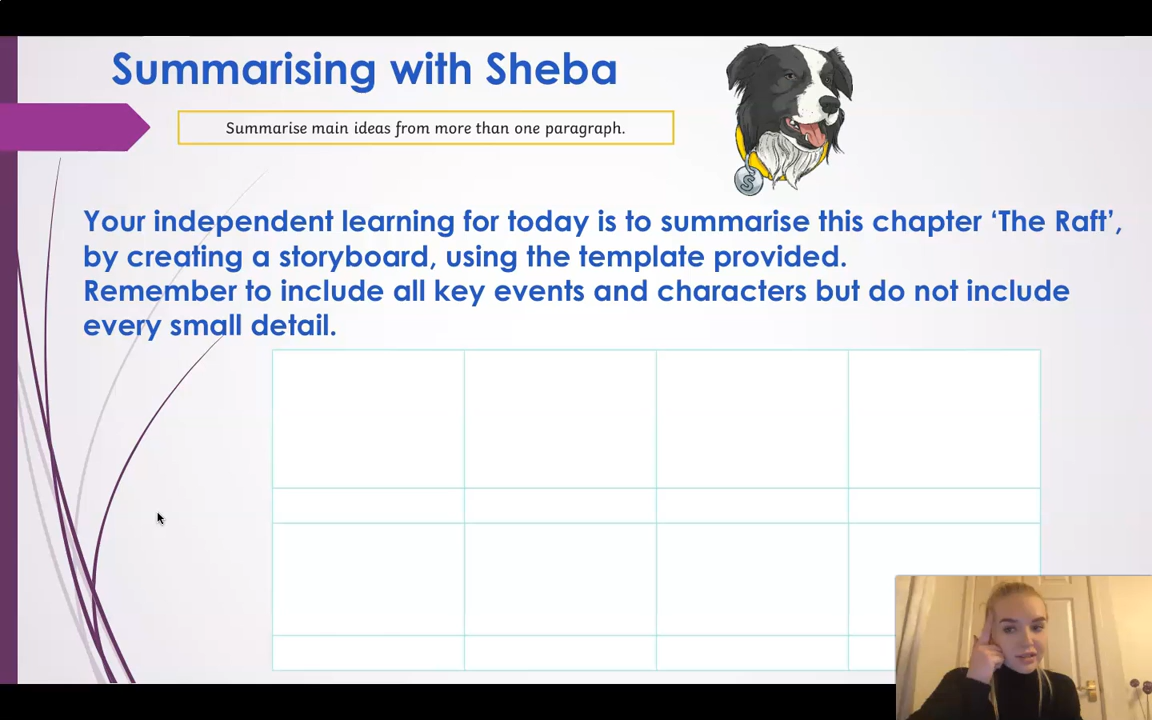 Summarising with Sheba
Summarise main ideas from more than one paragraph.
S
Your independent learning for today is to summarise this chapter ‘The Raft’,
by creating a storyboard, using the template provided.
Remember to include all key events and characters but do not include
every small detail.